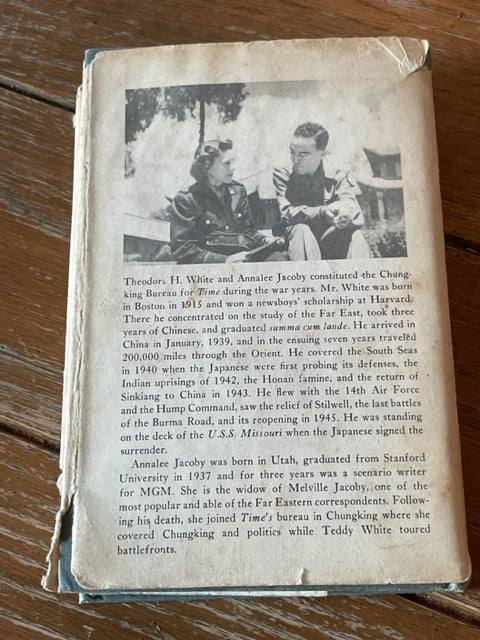 Theodore H. White and Annalee Jacoby constituted the Chung-
king Bureau for Time during the war years. Mr. White was born
in Boston in 1915 and won a newsboys' scholarship at Harvard.
There he concentrated on the study of the Far East, took three
years of Chinese, and graduated summa cum laude. He arrived in
China in January, 1939, and in the ensuing seven years traveled
200,000 miles through the Orient. He covered the South Seas
in 1940 when the Japanese were first probing its defenses, the
Indian uprisings of 1942, the Honan famine, and the return of
Sinkiang to China in 1943. He flew with the 14th Air Force
and the Hump Command, saw the relief of Stilwell, the last battles
of the Burma Road, and its reopening in 1945. He was standing
on the deck of the U.S.S. Missouri when the Japanese signed the
surrender.
Annalee Jacoby was born in Utah, graduated from Stanford
University in 1937 and for three years was a scenario writer
for MGM. She is the widow of Melville Jacoby, one of the
most popular and able of the Far Eastern correspondents. Follow-
ing his death, she joined Time's bureau in Chungking where she
covered Chungking and politics while Teddy White toured
battlefronts.